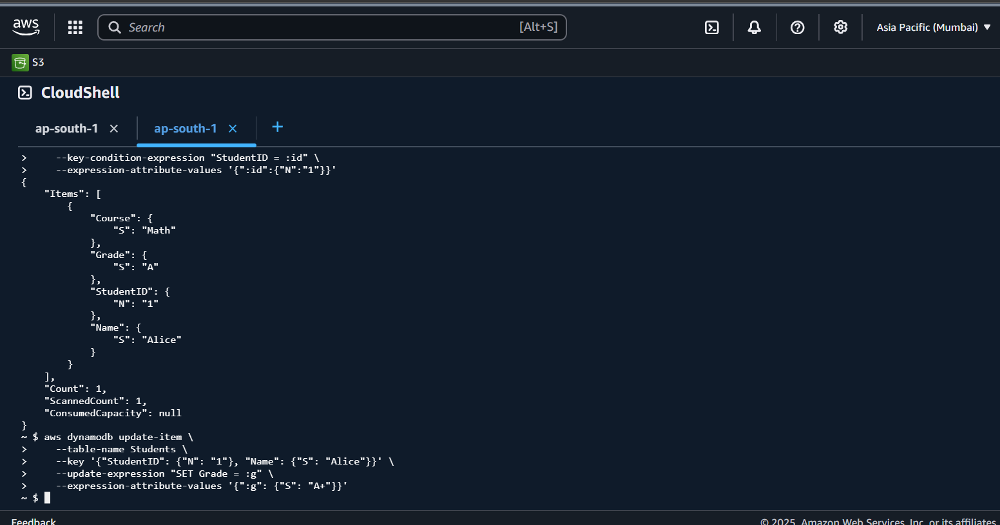 aws
Search [Alt+S]
Asia Pacific (Mumbai) ▼
S3
CloudShell
ap-south-1 × ap-south-1 × +
>     --key-condition-expression "StudentID = :id" \
>     --expression-attribute-values '{":id":{"N":"1"}}'
{
    "Items": [
        {
            "Course": {
                "S": "Math"
            },
            "Grade": {
                "S": "A"
            },
            "StudentID": {
                "N": "1"
            },
            "Name": {
                "S": "Alice"
            }
        }
    ],
    "Count": 1,
    "ScannedCount": 1,
    "ConsumedCapacity": null
}
~ $ aws dynamodb update-item \
>     --table-name Students \
>     --key '{"StudentID": {"N": "1"}, "Name": {"S": "Alice"}}' \
>     --update-expression "SET Grade = :g" \
>     --expression-attribute-values '{":g": {"S": "A+"}}'
~ $
Feedback © 2025, Amazon Web Services, Inc. or its affiliates.